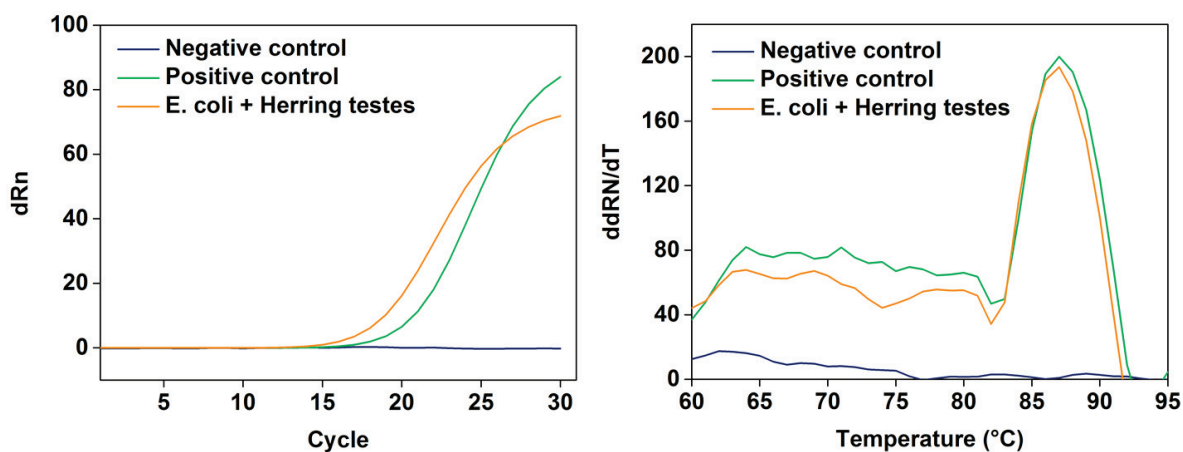 100
80
60
40
20
0
dRn
Negative control
Positive control
E. coli + Herring testes
5
10
15
20
25
30
Cycle
200
160
120
80
40
0
ddRN/dT
Negative control
Positive control
E. coli + Herring testes
60
65
70
75
80
85
90
95
Temperature (°C)